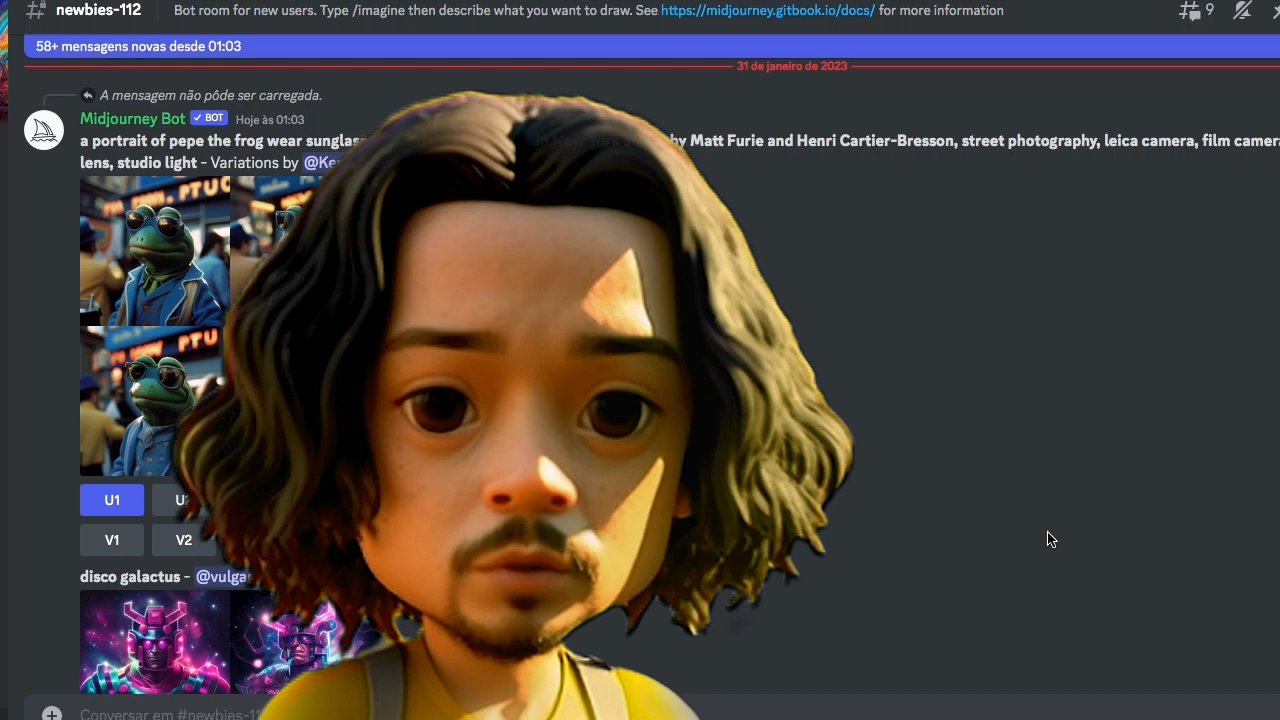 newbies-112 Bot room for new users. Type /imagine then describe what you want to draw. See https://midjourney.gitbook.io/docs/ for more information 9
58+ mensagens novas desde 01:03
31 de janeiro de 2023
A mensagem não pôde ser carregada.
Midjourney Bot BOT Hoje às 01:03
a portrait of pepe the frog wear by Matt Furie and Henri Cartier-Bresson, street photography, leica camera, film camera
lens, studio light - Variations by
U1
V1 V2
disco galactus -
Conversar em